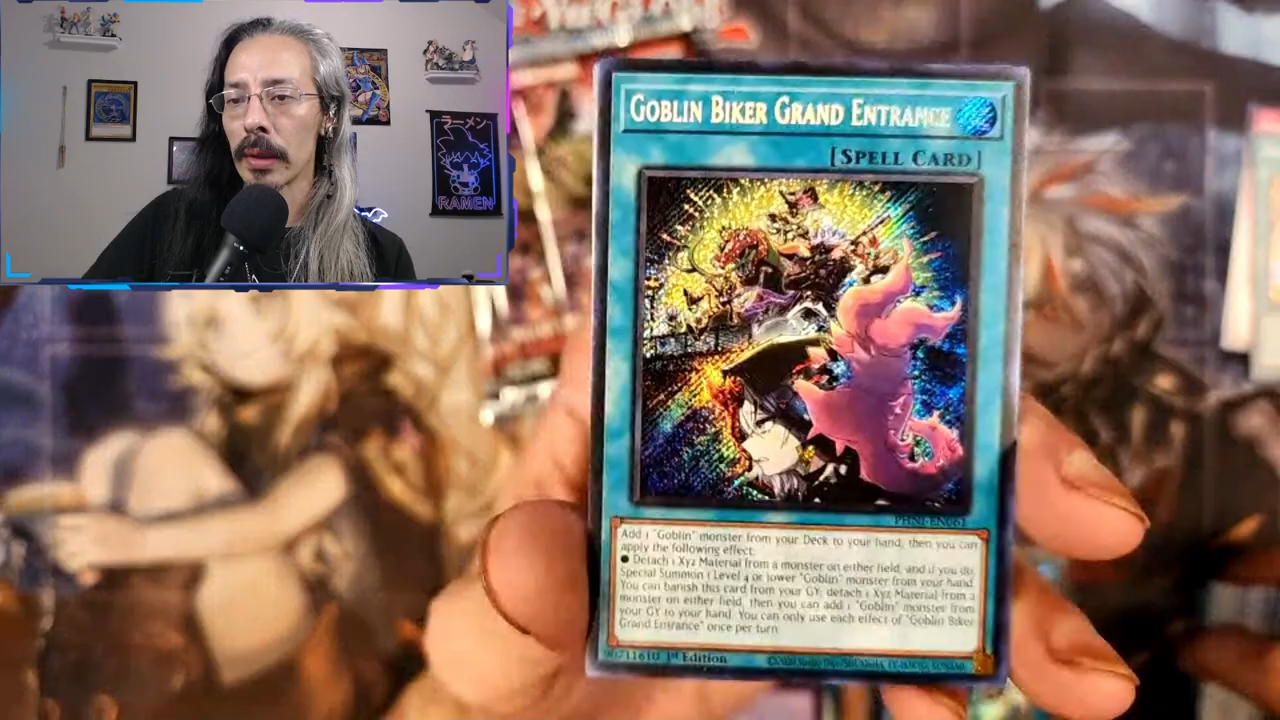 ラーメン
RAMEN
GOBLIN BIKER GRAND ENTRANCE
[SPELL CARD]
PHNI-EN061
Add 1 "Goblin" monster from your Deck to your hand, then you can
apply the following effect.
● Detach 1 Xyz Material from a monster on either field, and if you do,
Special Summon 1 Level 4 or lower "Goblin" monster from your hand.
You can banish this card from your GY; detach 1 Xyz Material from a
monster on either field, then you can add 1 "Goblin" monster from
your GY to your hand. You can only use each effect of "Goblin Biker
Grand Entrance" once per turn.
1st Edition